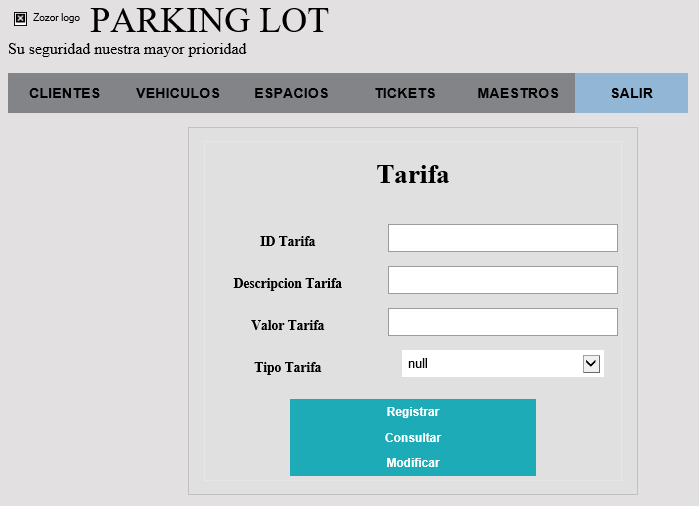 Zozor logo PARKING LOT
Su seguridad nuestra mayor prioridad
CLIENTES VEHICULOS ESPACIOS TICKETS MAESTROS SALIR
Tarifa
ID Tarifa
Descripcion Tarifa
Valor Tarifa
Tipo Tarifa null
Registrar
Consultar
Modificar